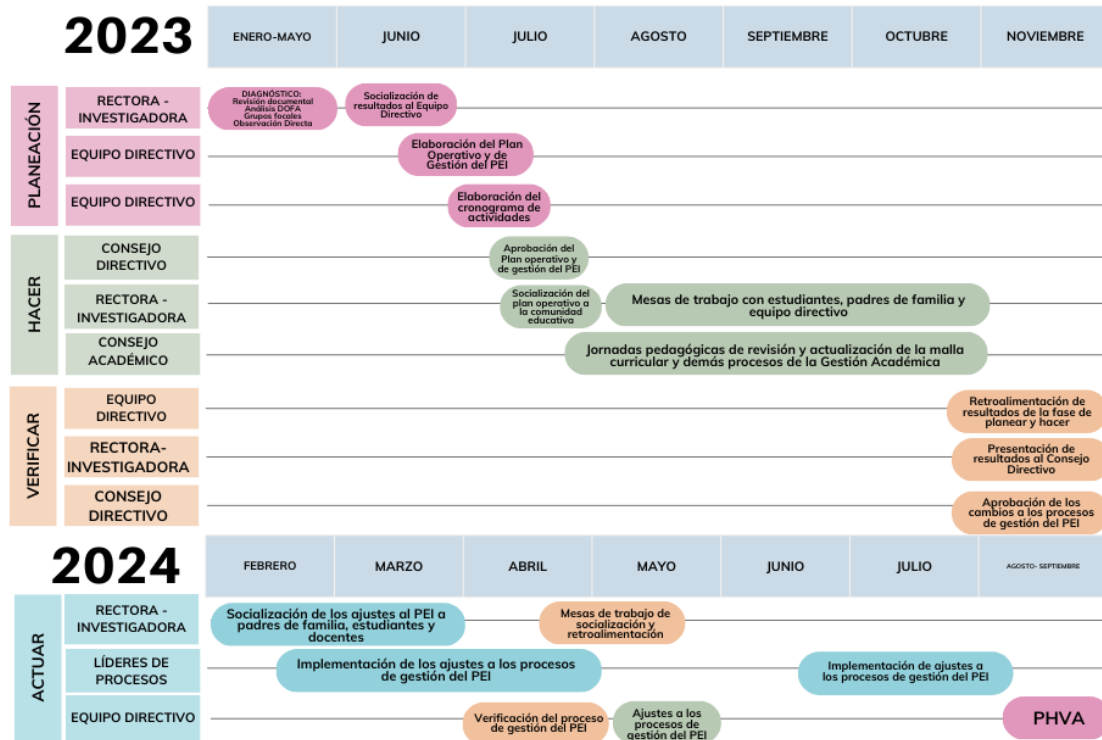 2023
ENERO-MAYO
JUNIO
JULIO
AGOSTO
SEPTIEMBRE
OCTUBRE
NOVIEMBRE
PLANEACIÓN
RECTORA -
INVESTIGADORA
DIAGNÓSTICO:
Revisión documental
Análisis DOFA
Grupos focales
Observación Directa
Socialización de
resultados al Equipo
Directivo
EQUIPO DIRECTIVO
Elaboración del Plan
Operativo y de
Gestión del PEI
EQUIPO DIRECTIVO
Elaboración del
cronograma de
actividades
HACER
CONSEJO
DIRECTIVO
Aprobación del
Plan operativo y
de gestión del PEI
RECTORA -
INVESTIGADORA
Socialización del
plan operativo a
la comunidad
educativa
Mesas de trabajo con estudiantes, padres de familia y
equipo directivo
CONSEJO
ACADÉMICO
Jornadas pedagógicas de revisión y actualización de la malla
curricular y demás procesos de la Gestión Académica
VERIFICAR
EQUIPO
DIRECTIVO
Retroalimentación de
resultados de la fase de
planear y hacer
RECTORA-
INVESTIGADORA
Presentación de
resultados al Consejo
Directivo
CONSEJO
DIRECTIVO
Aprobación de los
cambios a los procesos
de gestión del PEI
2024
FEBRERO
MARZO
ABRIL
MAYO
JUNIO
JULIO
AGOSTO- SEPTIEMBRE
ACTUAR
RECTORA -
INVESTIGADORA
Socialización de los ajustes al PEI a
padres de familia, estudiantes y
docentes
Mesas de trabajo de
socialización y
retroalimentación
LÍDERES DE
PROCESOS
Implementación de los ajustes a los procesos
de gestión del PEI
Implementación de ajustes a
los procesos de gestión del PEI
EQUIPO DIRECTIVO
Verificación del proceso
de gestión del PEI
Ajustes a los
procesos de
gestión del PEI
PHVA